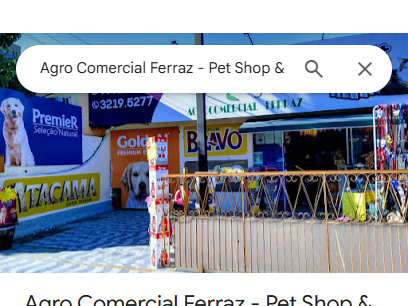 Agro Comercial Ferraz - Pet Shop &
3219.5277
AGRO COMERCIAL FERRAZ
PremieR
Seleção Natural
Golden
PREMIUM
BRAVO
ATACAMA
Agro Comercial Ferraz - Pet Shop &